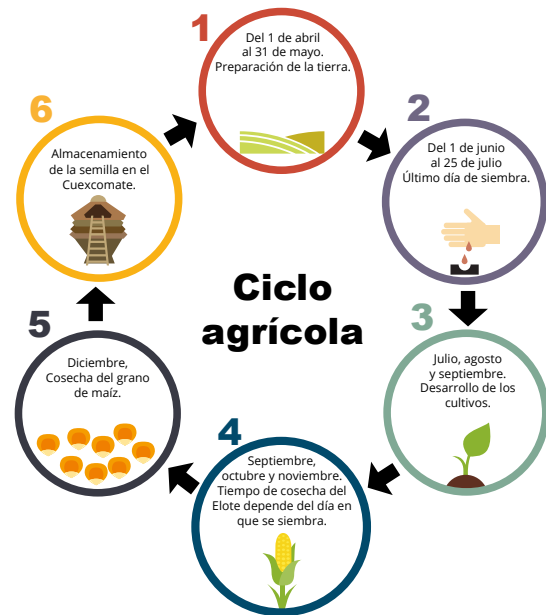 1
Del 1 de abril
al 31 de mayo.
Preparación de la tierra.
2
Del 1 de junio
al 25 de julio
Último día de siembra.
3
Julio, agosto
y septiembre.
Desarrollo de los
cultivos.
4
Septiembre,
octubre y noviembre.
Tiempo de cosecha del
Elote depende del día en
que se siembra.
5
Diciembre,
Cosecha del grano
de maíz.
6
Almacenamiento
de la semilla en el
Cuexcomate.
Ciclo
agrícola